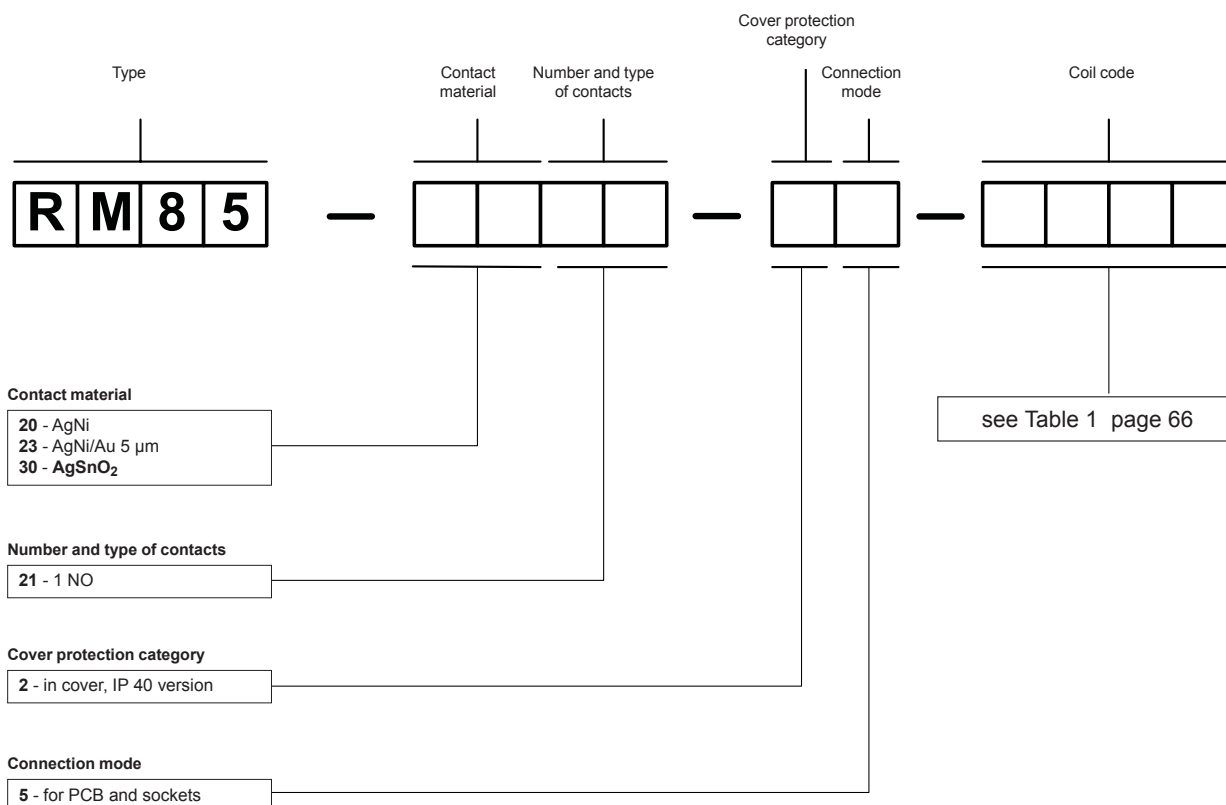 Cover protection
category
Type
Contact
material
Number and type
of contacts
Connection
mode
Coil code
RM85 — — —
Contact material
20 - AgNi
23 - AgNi/Au 5 µm
30 - AgSnO₂
see Table 1 page 66
Number and type of contacts
21 - 1 NO
Cover protection category
2 - in cover, IP 40 version
Connection mode
5 - for PCB and sockets